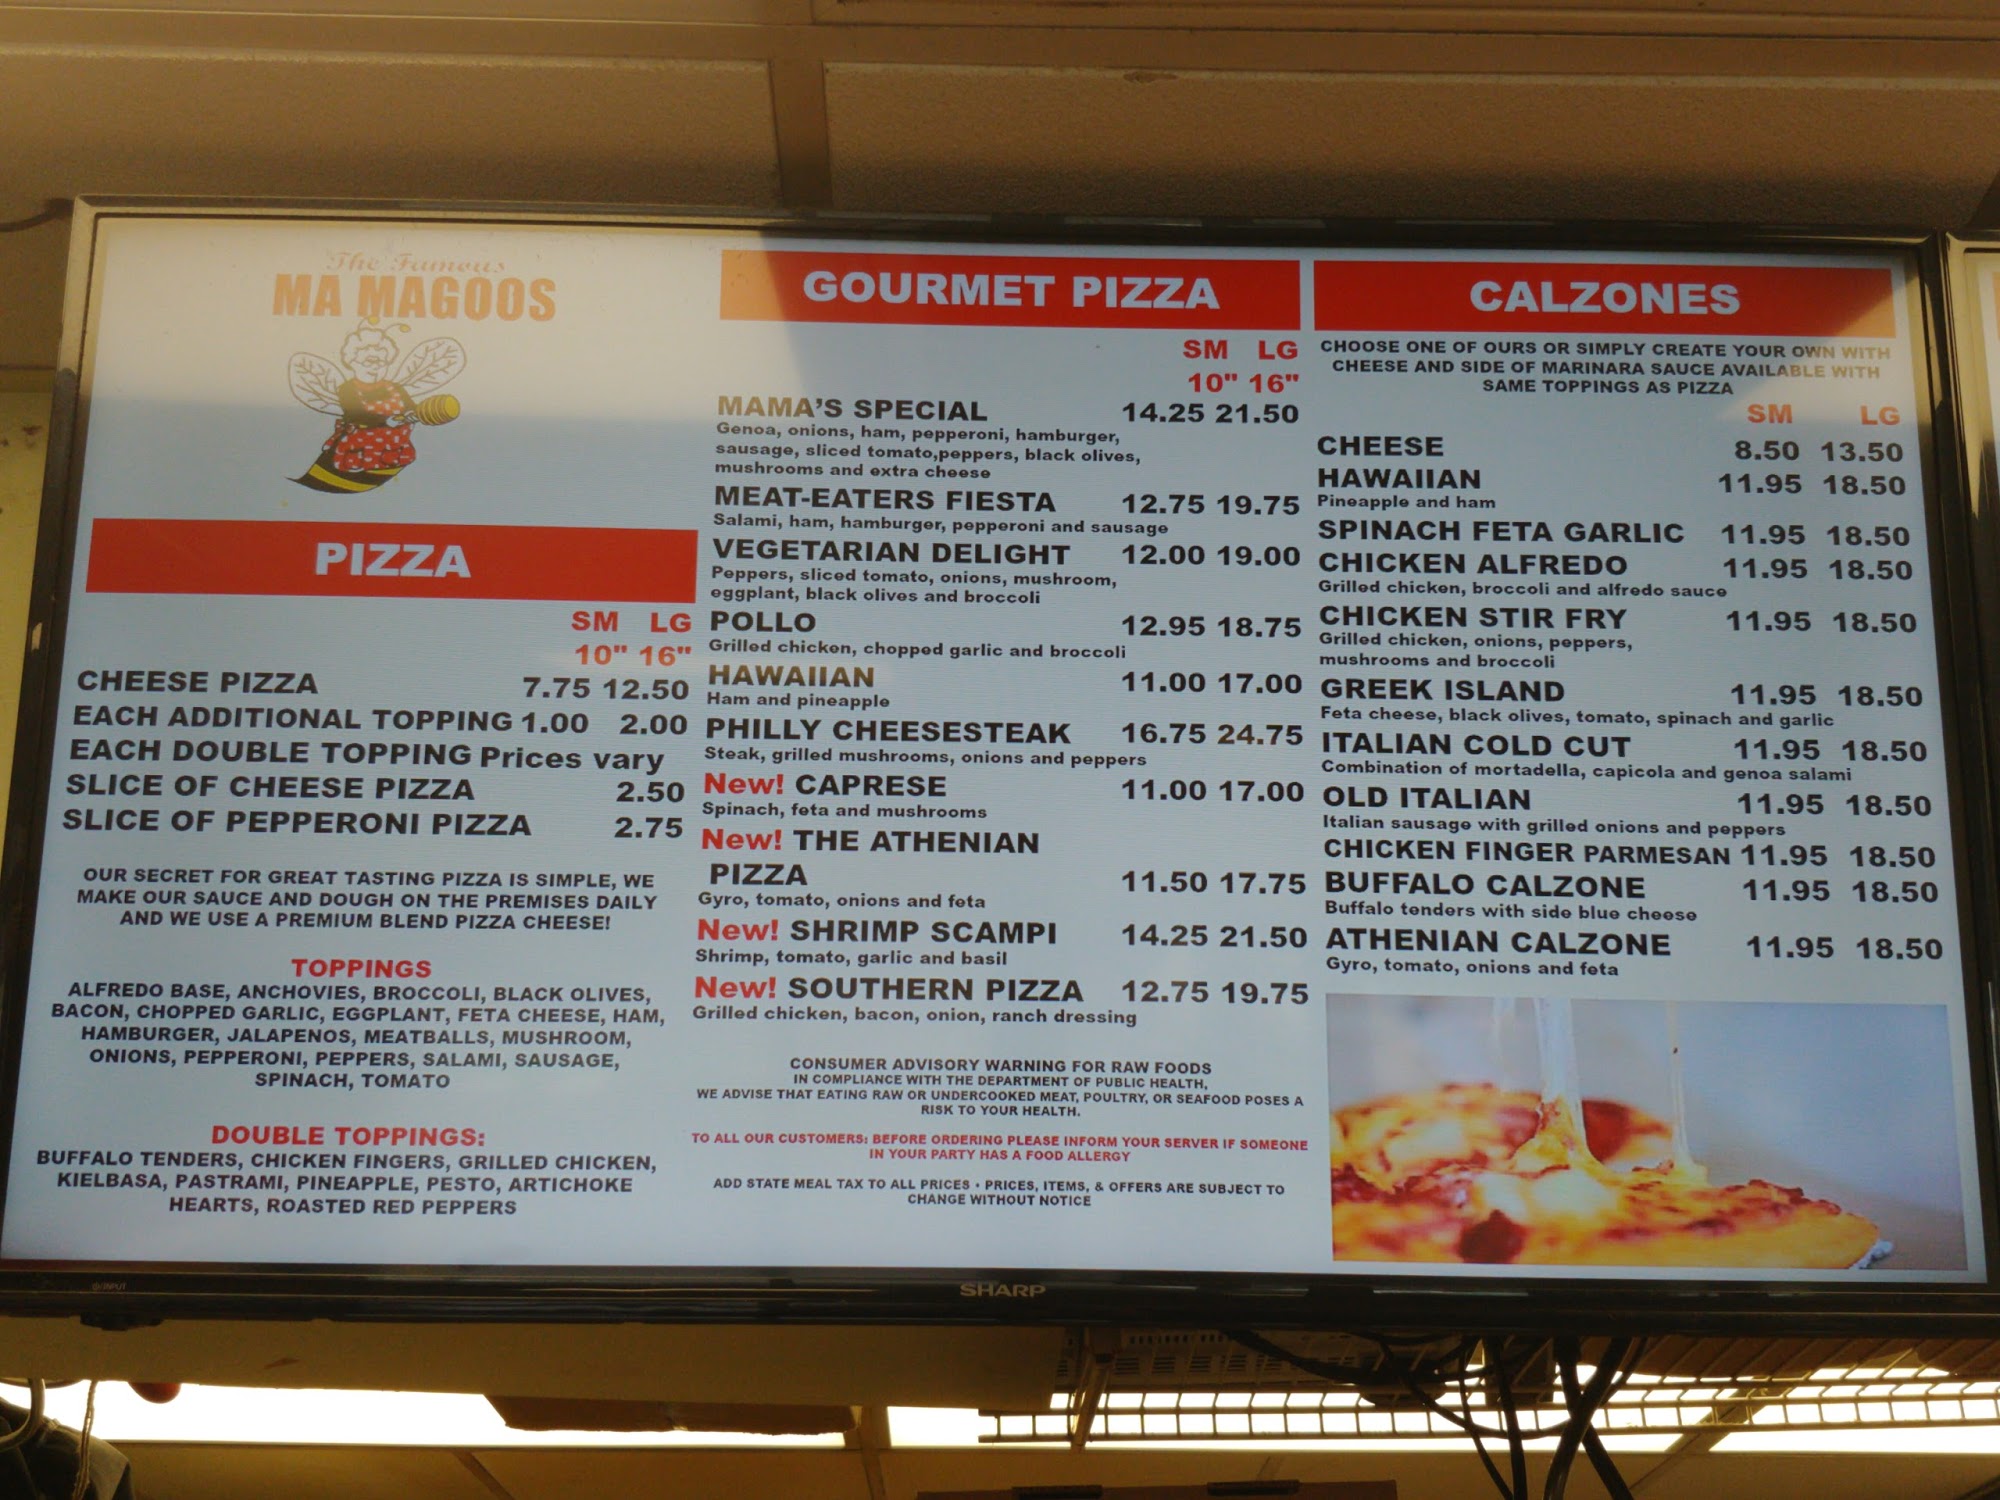 The Famous
MA MAGOOS
PIZZA
SM LG
10" 16"
CHEESE PIZZA 7.75 12.50
EACH ADDITIONAL TOPPING 1.00 2.00
EACH DOUBLE TOPPING Prices vary
SLICE OF CHEESE PIZZA 2.50
SLICE OF PEPPERONI PIZZA 2.75
OUR SECRET FOR GREAT TASTING PIZZA IS SIMPLE, WE
MAKE OUR SAUCE AND DOUGH ON THE PREMISES DAILY
AND WE USE A PREMIUM BLEND PIZZA CHEESE!
TOPPINGS
ALFREDO BASE, ANCHOVIES, BROCCOLI, BLACK OLIVES,
BACON, CHOPPED GARLIC, EGGPLANT, FETA CHEESE, HAM,
HAMBURGER, JALAPENOS, MEATBALLS, MUSHROOM,
ONIONS, PEPPERONI, PEPPERS, SALAMI, SAUSAGE,
SPINACH, TOMATO
DOUBLE TOPPINGS:
BUFFALO TENDERS, CHICKEN FINGERS, GRILLED CHICKEN,
KIELBASA, PASTRAMI, PINEAPPLE, PESTO, ARTICHOKE
HEARTS, ROASTED RED PEPPERS
GOURMET PIZZA
SM LG
10" 16"
MAMA'S SPECIAL 14.25 21.50
Genoa, onions, ham, pepperoni, hamburger,
sausage, sliced tomato,peppers, black olives,
mushrooms and extra cheese
MEAT-EATERS FIESTA 12.75 19.75
Salami, ham, hamburger, pepperoni and sausage
VEGETARIAN DELIGHT 12.00 19.00
Peppers, sliced tomato, onions, mushroom,
eggplant, black olives and broccoli
POLLO 12.95 18.75
Grilled chicken, chopped garlic and broccoli
HAWAIIAN 11.00 17.00
Ham and pineapple
PHILLY CHEESESTEAK 16.75 24.75
Steak, grilled mushrooms, onions and peppers
New! CAPRESE 11.00 17.00
Spinach, feta and mushrooms
New! THE ATHENIAN
PIZZA 11.50 17.75
Gyro, tomato, onions and feta
New! SHRIMP SCAMPI 14.25 21.50
Shrimp, tomato, garlic and basil
New! SOUTHERN PIZZA 12.75 19.75
Grilled chicken, bacon, onion, ranch dressing
CONSUMER ADVISORY WARNING FOR RAW FOODS
IN COMPLIANCE WITH THE DEPARTMENT OF PUBLIC HEALTH,
WE ADVISE THAT EATING RAW OR UNDERCOOKED MEAT, POULTRY, OR SEAFOOD POSES A
RISK TO YOUR HEALTH.
TO ALL OUR CUSTOMERS: BEFORE ORDERING PLEASE INFORM YOUR SERVER IF SOMEONE
IN YOUR PARTY HAS A FOOD ALLERGY
ADD STATE MEAL TAX TO ALL PRICES • PRICES, ITEMS, & OFFERS ARE SUBJECT TO
CHANGE WITHOUT NOTICE
CALZONES
CHOOSE ONE OF OURS OR SIMPLY CREATE YOUR OWN WITH
CHEESE AND SIDE OF MARINARA SAUCE AVAILABLE WITH
SAME TOPPINGS AS PIZZA
SM LG
CHEESE 8.50 13.50
HAWAIIAN 11.95 18.50
Pineapple and ham
SPINACH FETA GARLIC 11.95 18.50
CHICKEN ALFREDO 11.95 18.50
Grilled chicken, broccoli and alfredo sauce
CHICKEN STIR FRY 11.95 18.50
Grilled chicken, onions, peppers,
mushrooms and broccoli
GREEK ISLAND 11.95 18.50
Feta cheese, black olives, tomato, spinach and garlic
ITALIAN COLD CUT 11.95 18.50
Combination of mortadella, capicola and genoa salami
OLD ITALIAN 11.95 18.50
Italian sausage with grilled onions and peppers
CHICKEN FINGER PARMESAN 11.95 18.50
BUFFALO CALZONE 11.95 18.50
Buffalo tenders with side blue cheese
ATHENIAN CALZONE 11.95 18.50
Gyro, tomato, onions and feta
SHARP